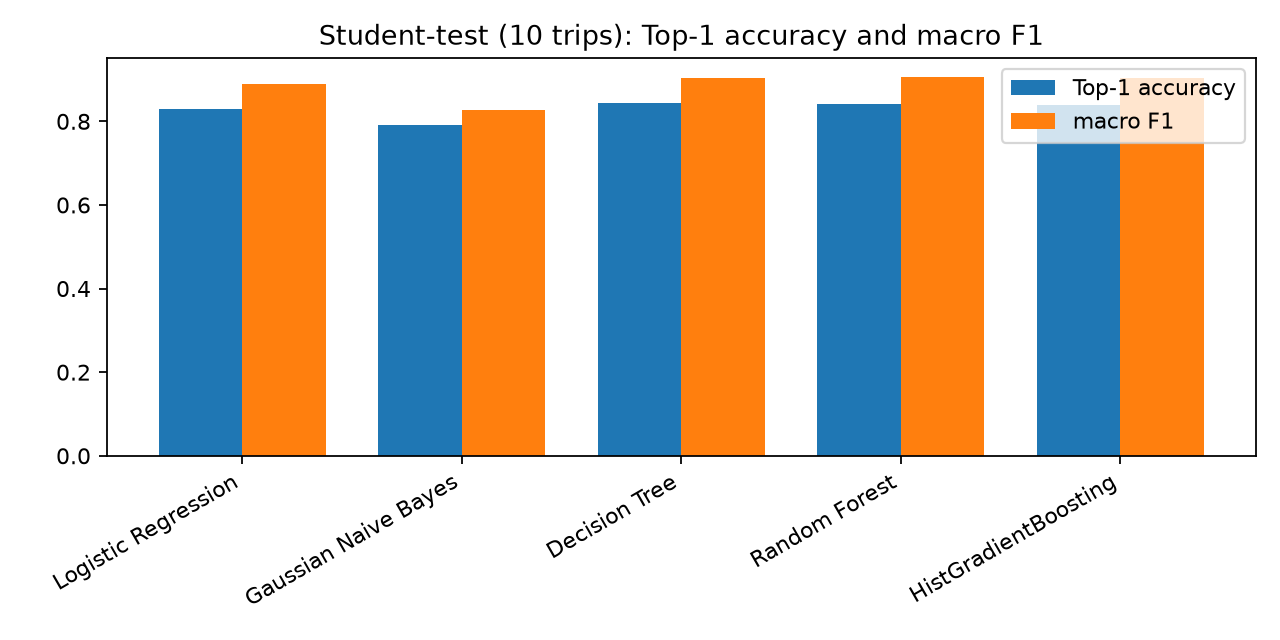 Student-test (10 trips): Top-1 accuracy and macro F1
Top-1 accuracy
macro F1
0.8
0.6
0.4
0.2
0.0
Logistic Regression
Gaussian Naive Bayes
Decision Tree
Random Forest
HistGradientBoosting